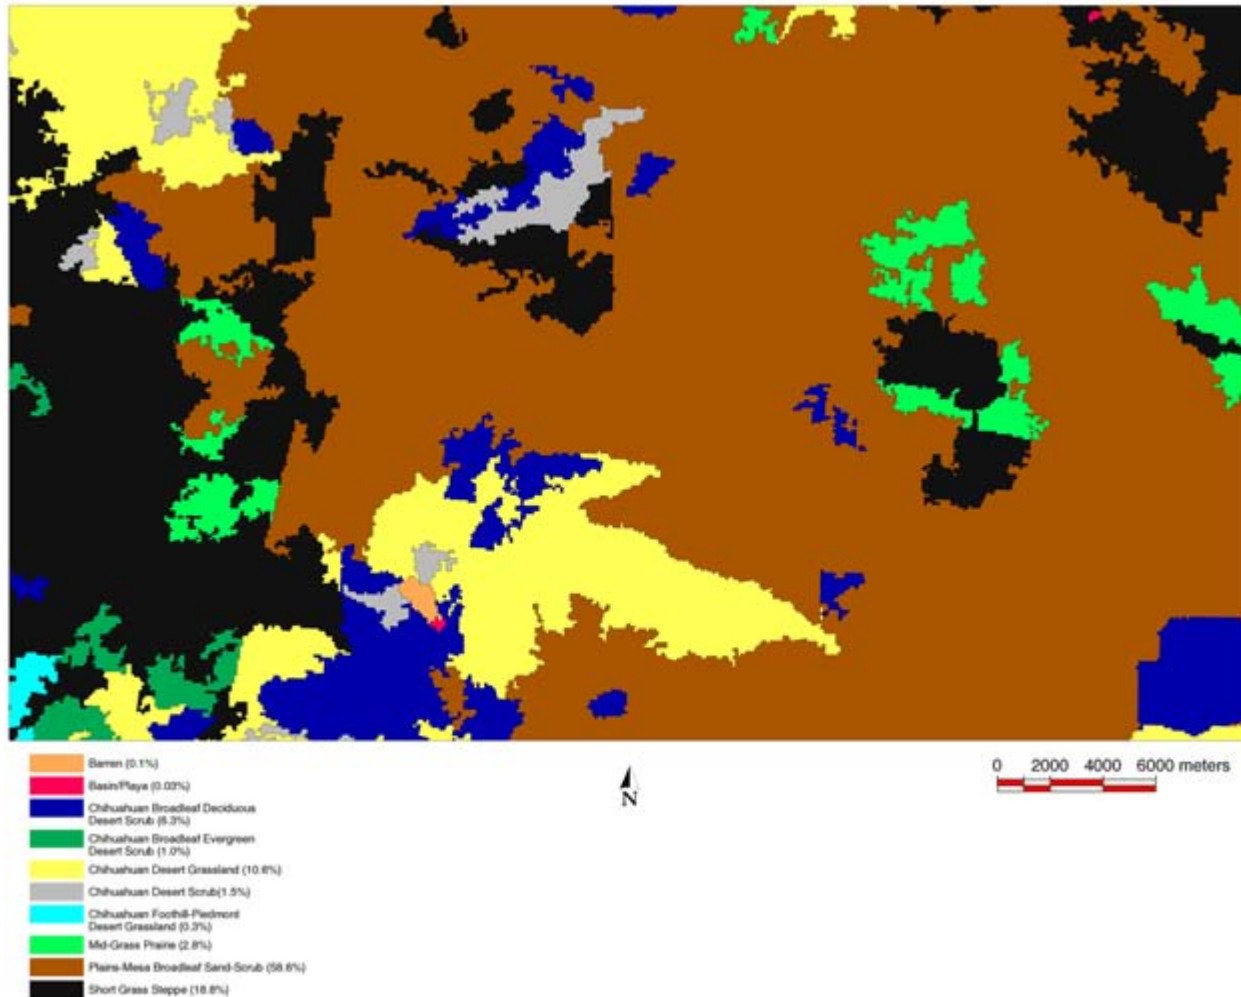 Barren (0.1%)
Basin/Playa (0.03%)
Chihuahuan Broadleaf Deciduous
Desert Scrub (6.3%)
Chihuahuan Broadleaf Evergreen
Desert Scrub (1.0%)
Chihuahuan Desert Grassland (10.6%)
Chihuahuan Desert Scrub(1.5%)
Chihuahuan Foothill-Piedmont
Desert Grassland (0.3%)
Mid-Grass Prairie (2.8%)
Plains-Mesa Broadleaf Sand-Scrub (58.6%)
Short Grass Steppe (18.8%)
N
0 2000 4000 6000 meters